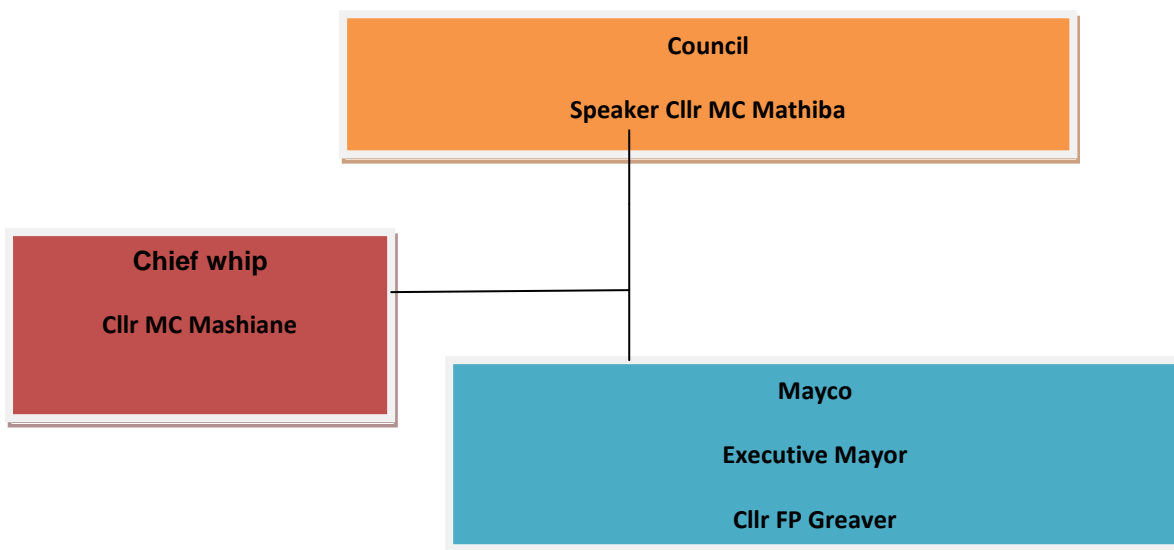 Council
Speaker Cllr MC Mathiba
Chief whip
Cllr MC Mashiane
Mayco
Executive Mayor
Cllr FP Greaver